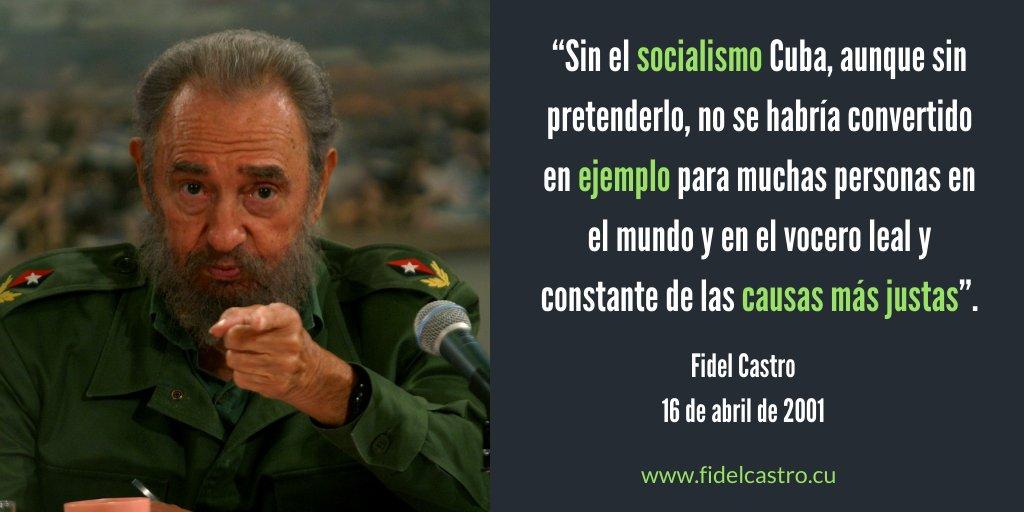 “Sin el socialismo Cuba, aunque sin
pretenderlo, no se habría convertido
en ejemplo para muchas personas en
el mundo y en el vocero leal y
constante de las causas más justas”.
Fidel Castro
16 de abril de 2001
www.fidelcastro.cu